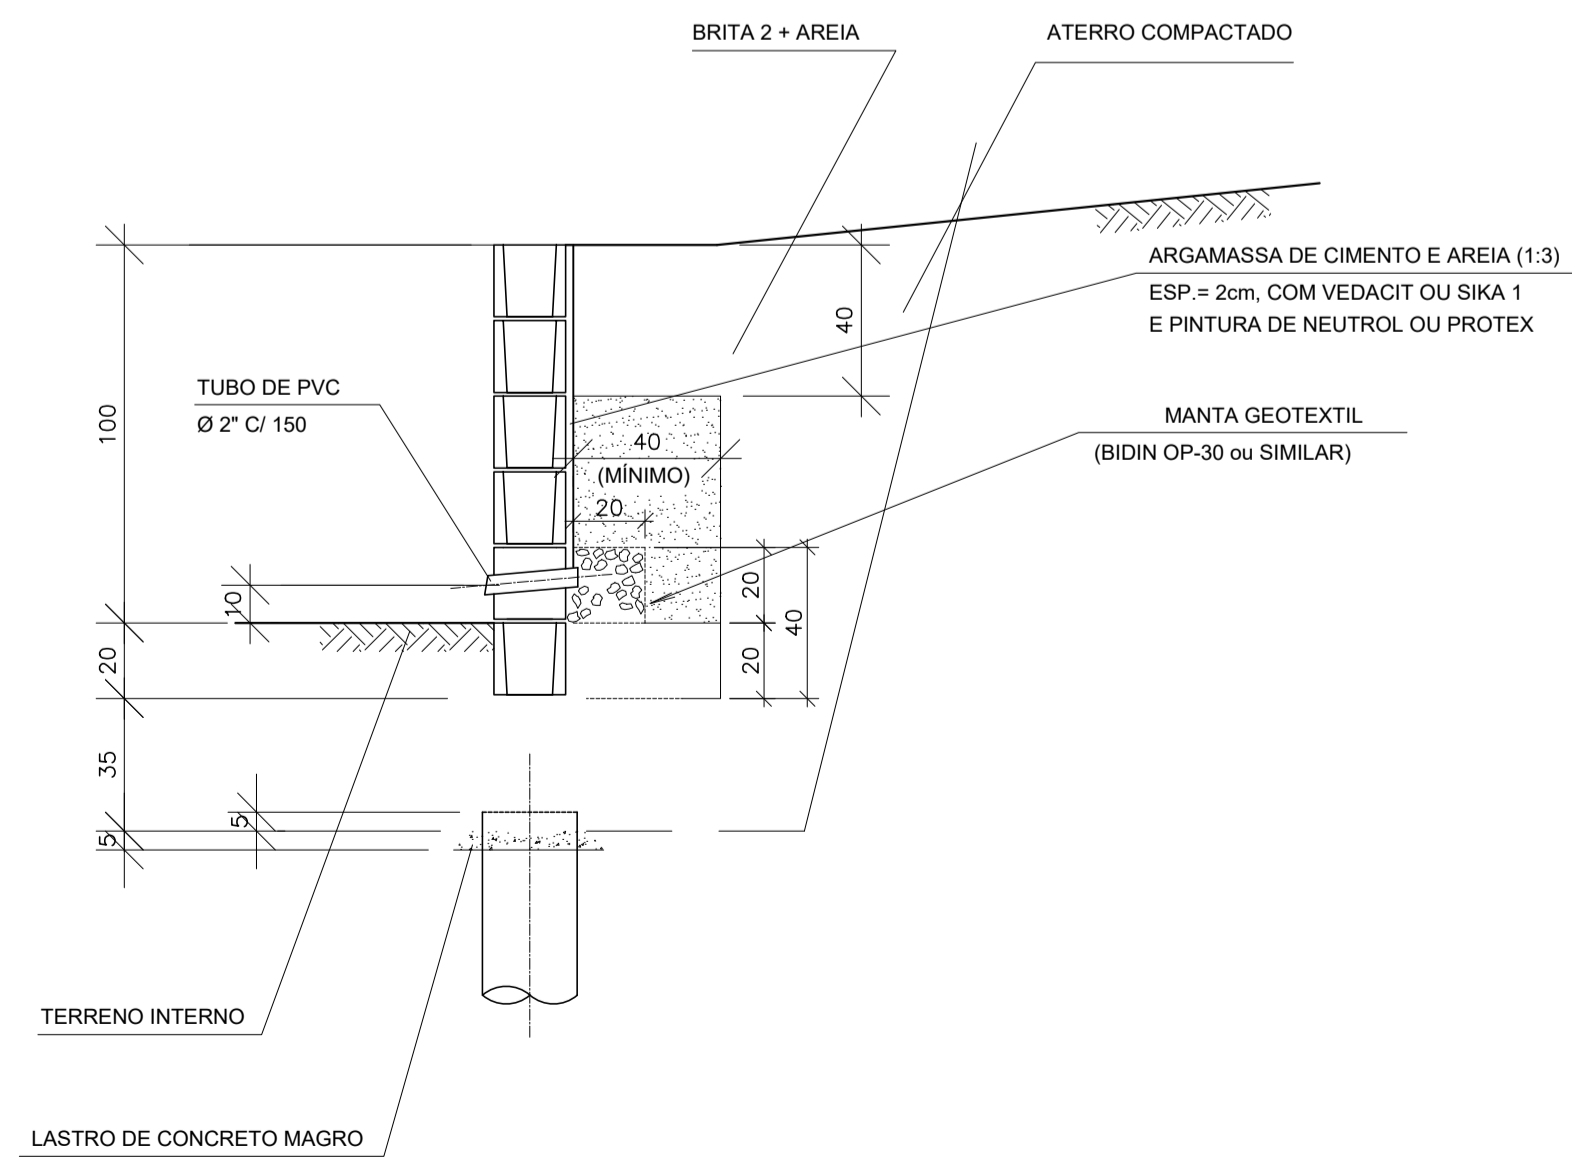 BRITA 2 + AREIA
ATERRO COMPACTADO
ARGAMASSA DE CIMENTO E AREIA (1:3)
ESP.= 2cm, COM VEDACIT OU SIKA 1
E PINTURA DE NEUTROL OU PROTEX
40
TUBO DE PVC
Ø 2" C/ 150
100
MANTA GEOTEXTIL
(BIDIN OP-30 ou SIMILAR)
40
(MÍNIMO)
20
10
20
40
20
20
35
5
5
TERRENO INTERNO
LASTRO DE CONCRETO MAGRO